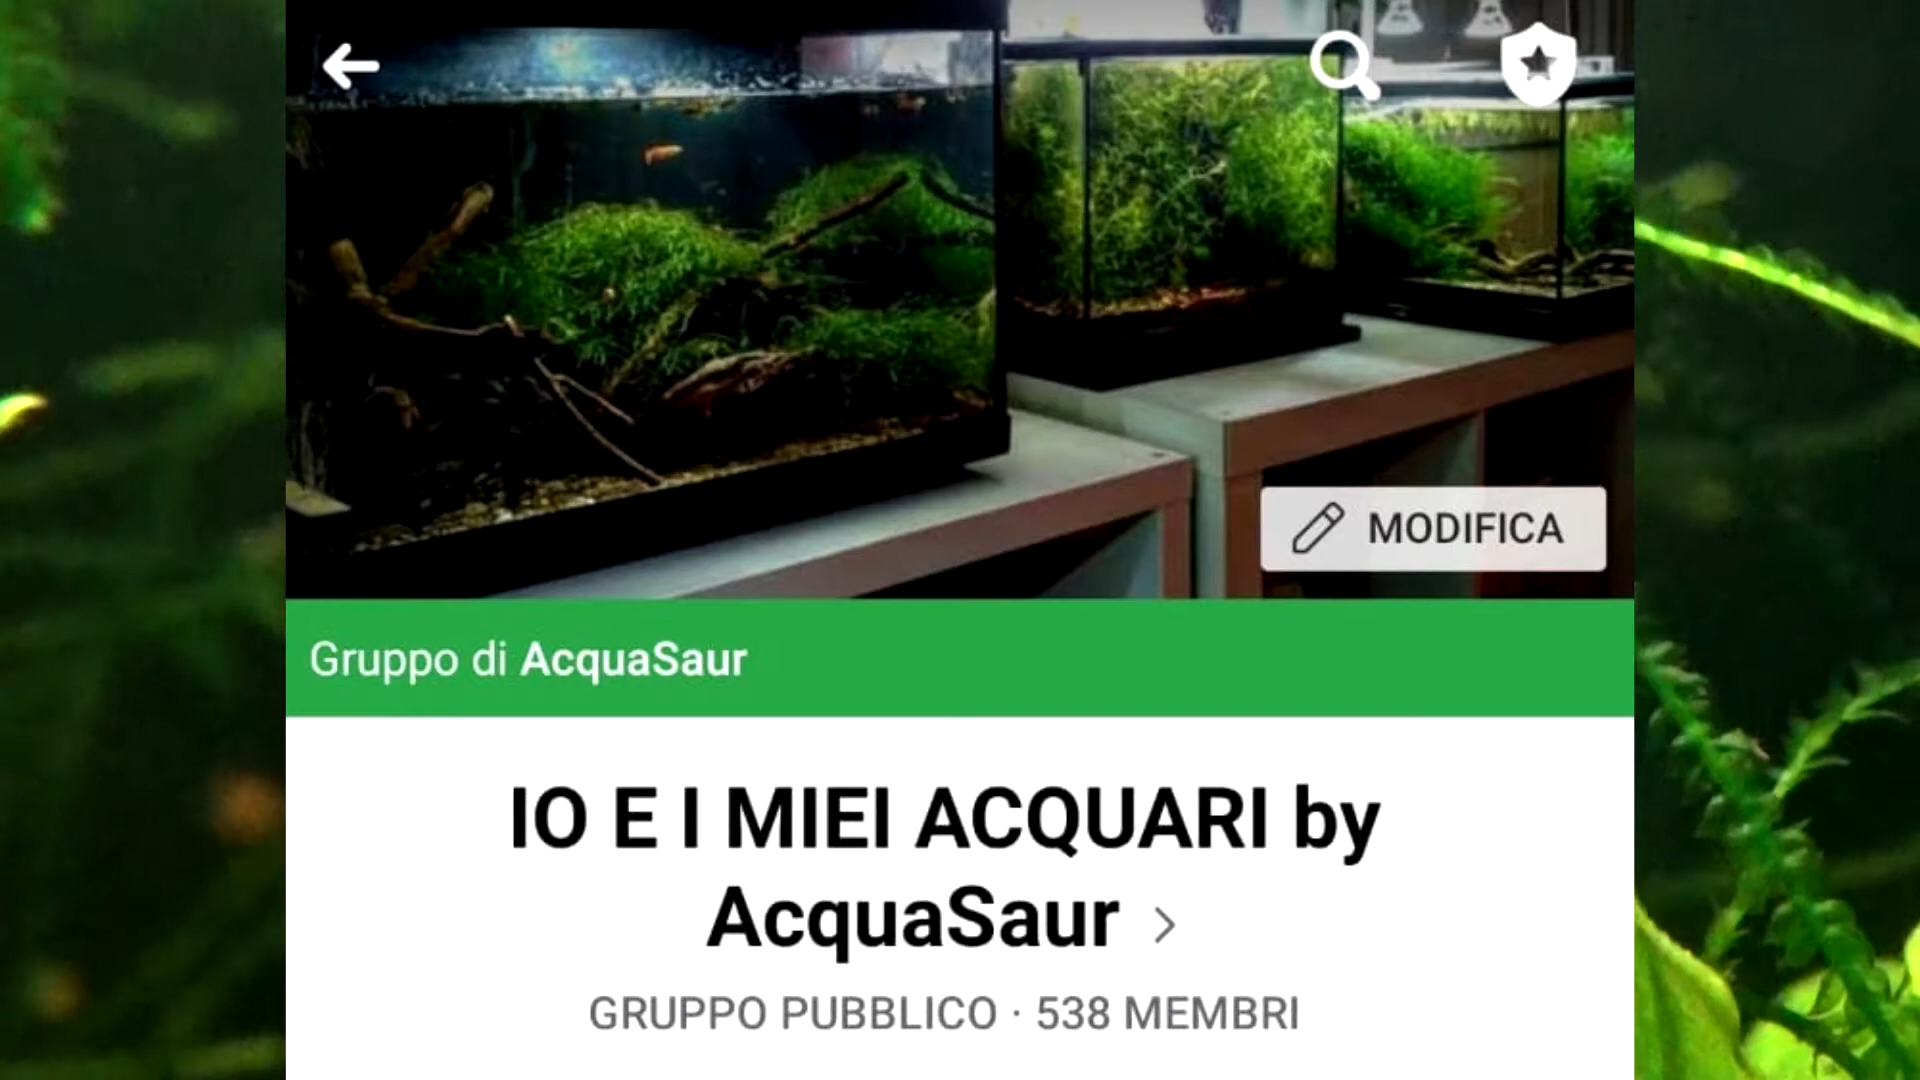 MODIFICA
Gruppo di AcquaSaur
IO E I MIEI ACQUARI by
AcquaSaur
GRUPPO PUBBLICO · 538 MEMBRI